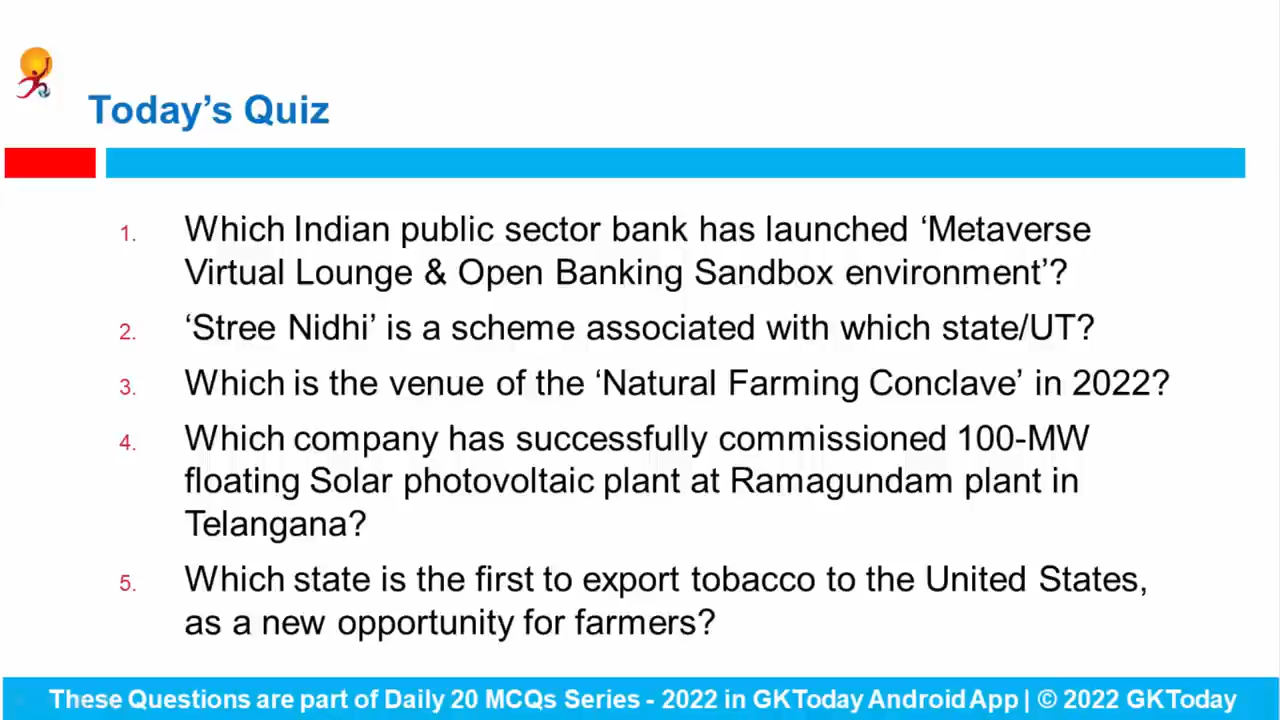 Today’s Quiz
1. Which Indian public sector bank has launched ‘Metaverse
Virtual Lounge & Open Banking Sandbox environment’?
2. ‘Stree Nidhi’ is a scheme associated with which state/UT?
3. Which is the venue of the ‘Natural Farming Conclave’ in 2022?
4. Which company has successfully commissioned 100-MW
floating Solar photovoltaic plant at Ramagundam plant in
Telangana?
5. Which state is the first to export tobacco to the United States,
as a new opportunity for farmers?
These Questions are part of Daily 20 MCQs Series - 2022 in GKToday Android App | © 2022 GKToday